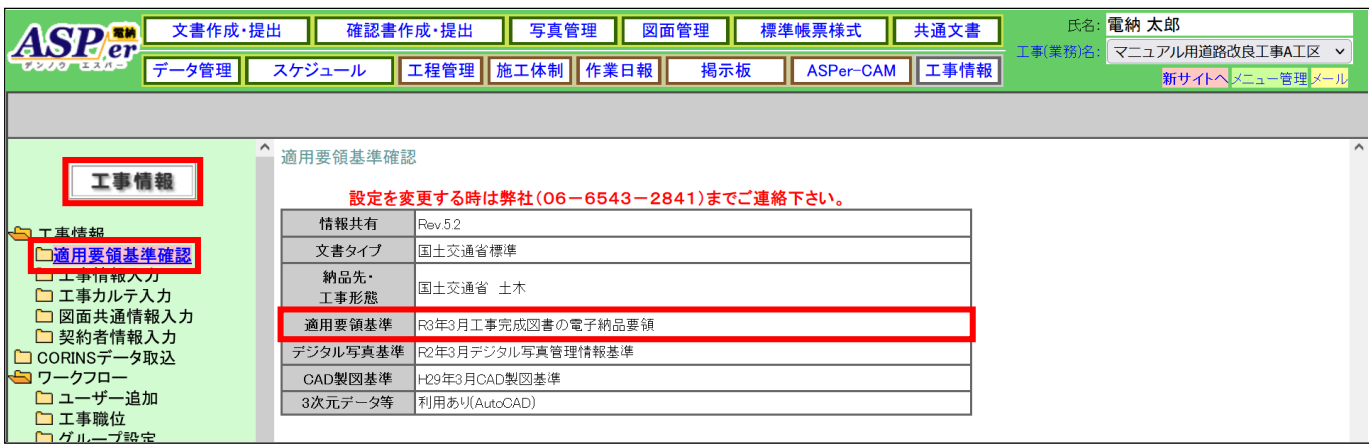 電納
ASPer
デンノウ エスパー
文書作成・提出 確認書作成・提出 写真管理 図面管理 標準帳票様式 共通文書
データ管理 スケジュール 工程管理 施工体制 作業日報 掲示板 ASPer-CAM 工事情報
氏名: 電納 太郎
工事(業務)名: マニュアル用道路改良工事A工区
新サイトへ メニュー管理 メール
工事情報
工事情報
適用要領基準確認
工事情報入力
工事カルテ入力
図面共通情報入力
契約者情報入力
CORINSデータ取込
ワークフロー
ユーザー追加
工事職位
グループ設定
適用要領基準確認
設定を変更する時は弊社(06-6543-2841)までご連絡下さい。
情報共有 Rev.5.2
文書タイプ 国土交通省標準
納品先・
工事形態 国土交通省 土木
適用要領基準 R3年3月工事完成図書の電子納品要領
デジタル写真基準 R2年3月デジタル写真管理情報基準
CAD製図基準 H29年3月CAD製図基準
3次元データ等 利用あり(AutoCAD)